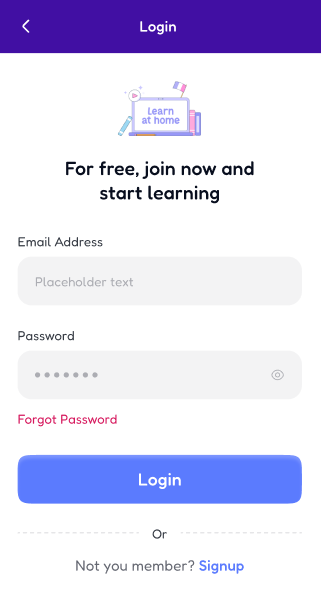 Login
Learn
at home
For free, join now and
start learning
Email Address
Placeholder text
Password
Forgot Password
Login
Or
Not you member? Signup